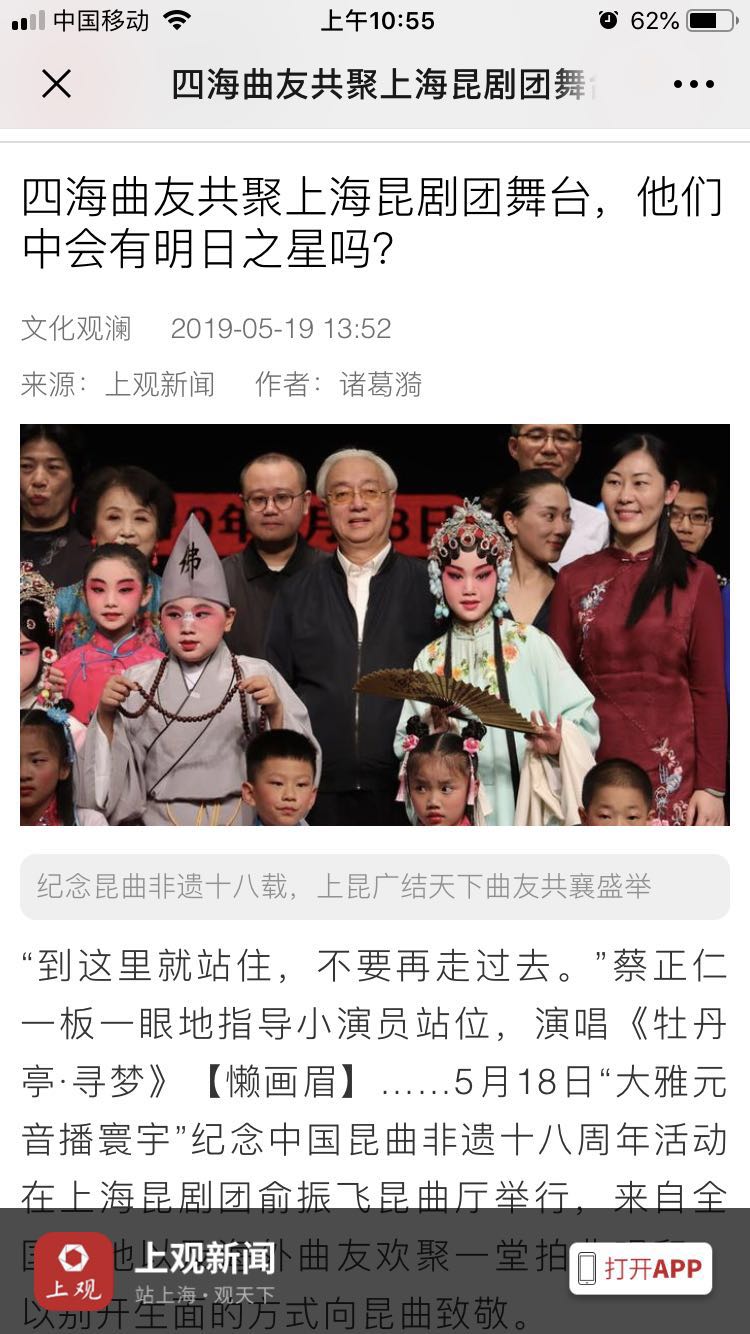 中国移动 上午10:55 62%
四海曲友共聚上海昆剧团舞
四海曲友共聚上海昆剧团舞台，他们
中会有明日之星吗？
文化观澜 2019-05-19 13:52
来源：上观新闻 作者：诸葛漪
佛
纪念昆曲非遗十八载，上昆广结天下曲友共襄盛举
“到这里就站住，不要再走过去。”蔡正仁
一板一眼地指导小演员站位，演唱《牡丹
亭·寻梦》【懒画眉】……5月18日“大雅元
音播寰宇”纪念中国昆曲非遗十八周年活动
在上海昆剧团俞振飞昆曲厅举行，来自全
曲友欢聚一堂拍
以别开生面的方式向昆曲致敬。
上观
上观新闻
站上海·观天下
打开APP